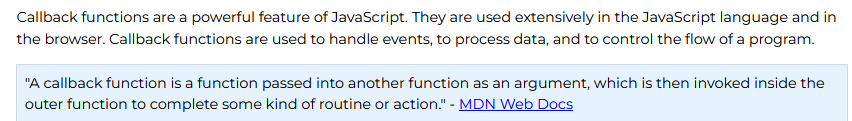 Callback functions are a powerful feature of JavaScript. They are used extensively in the JavaScript language and in
the browser. Callback functions are used to handle events, to process data, and to control the flow of a program.
"A callback function is a function passed into another function as an argument, which is then invoked inside the
outer function to complete some kind of routine or action." - MDN Web Docs